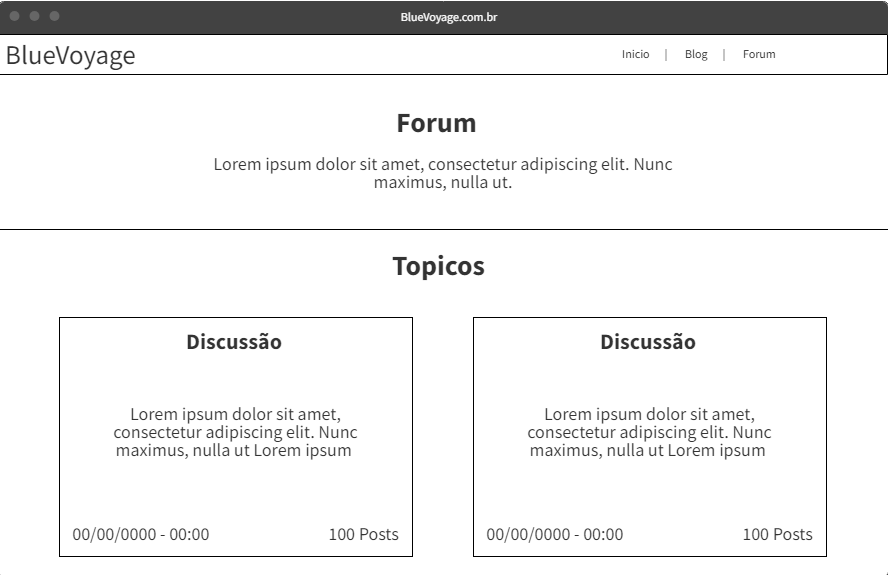 BlueVoyage.com.br
BlueVoyage
Inicio | Blog | Forum
Forum
Lorem ipsum dolor sit amet, consectetur adipiscing elit. Nunc
maximus, nulla ut.
Topicos
Discussão
Lorem ipsum dolor sit amet,
consectetur adipiscing elit. Nunc
maximus, nulla ut Lorem ipsum
00/00/0000 - 00:00 100 Posts
Discussão
Lorem ipsum dolor sit amet,
consectetur adipiscing elit. Nunc
maximus, nulla ut Lorem ipsum
00/00/0000 - 00:00 100 Posts